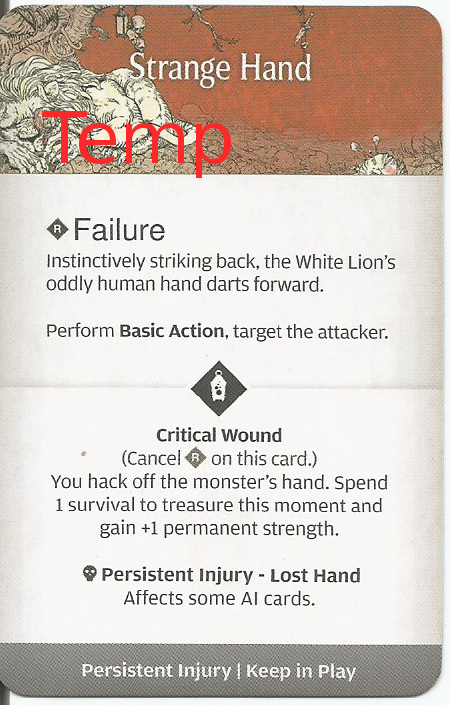 Strange Hand
Temp
R Failure
Instinctively striking back, the White Lion's
oddly human hand darts forward.
Perform Basic Action, target the attacker.
Critical Wound
(Cancel R on this card.)
You hack off the monster's hand. Spend
1 survival to treasure this moment and
gain +1 permanent strength.
Persistent Injury - Lost Hand
Affects some AI cards.
Persistent Injury | Keep in Play